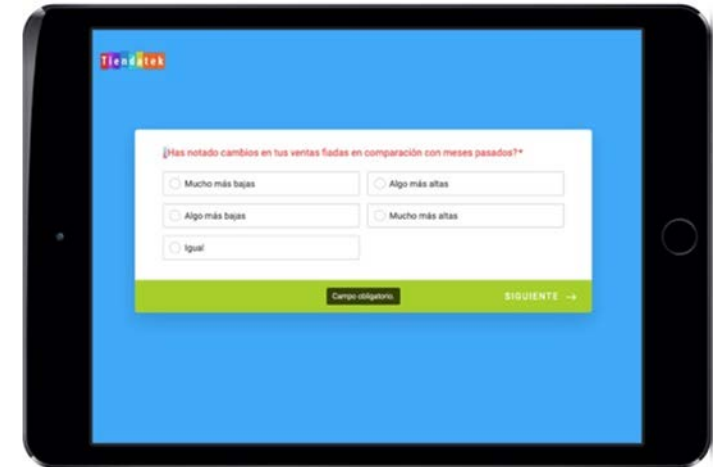 Tiendatek
¿Has notado cambios en tus ventas fiadas en comparación con meses pasados?*
Mucho más bajas
Algo más altas
Algo más bajas
Mucho más altas
Igual
Campo obligatorio.
SIGUIENTE →